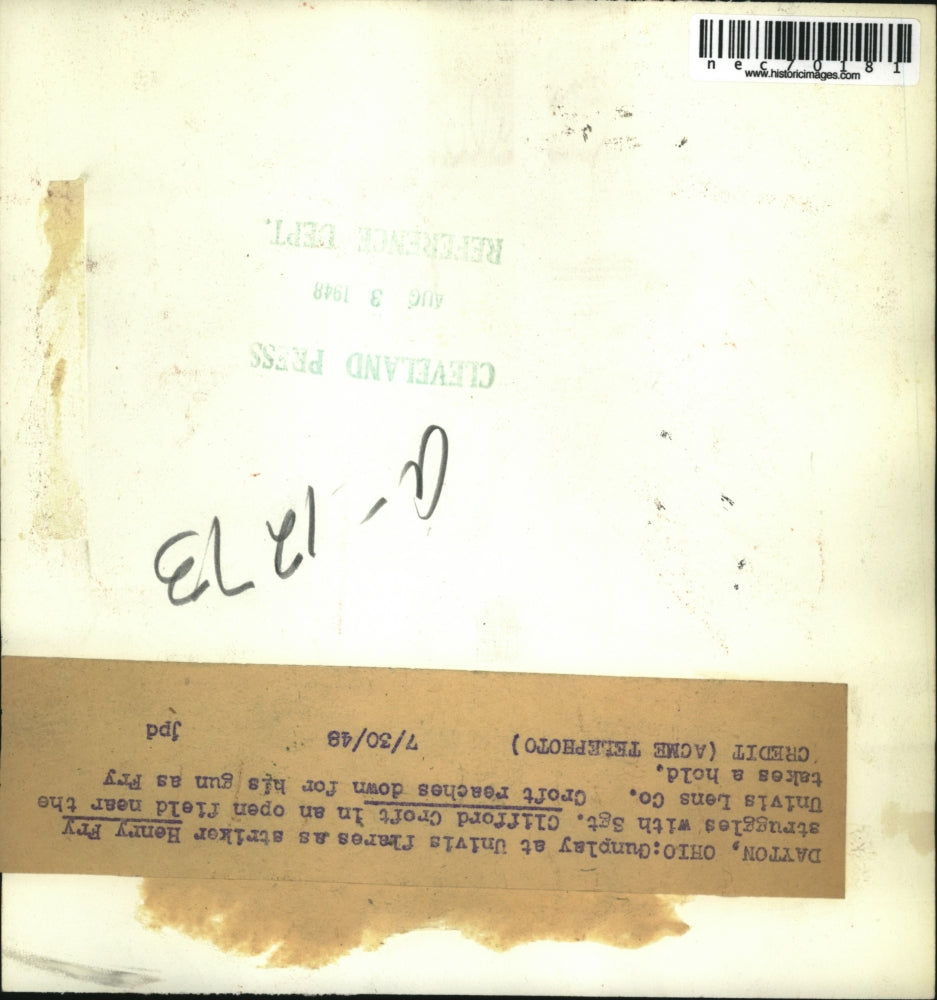 nec70181
www.historicimages.com
DAYTON, OHIO:Gunplay at Univis flares as striker Henry Fry
struggles with Sgt. Clifford Croft in an open field near the
Univis Lens Co. Croft reaches down for his gun as Fry
takes a hold.
CREDIT (ACME TELEPHOTO) 7/30/48 jpd
CLEVELAND PRESS
AUG 3 1948
REFERENCE DEPT.